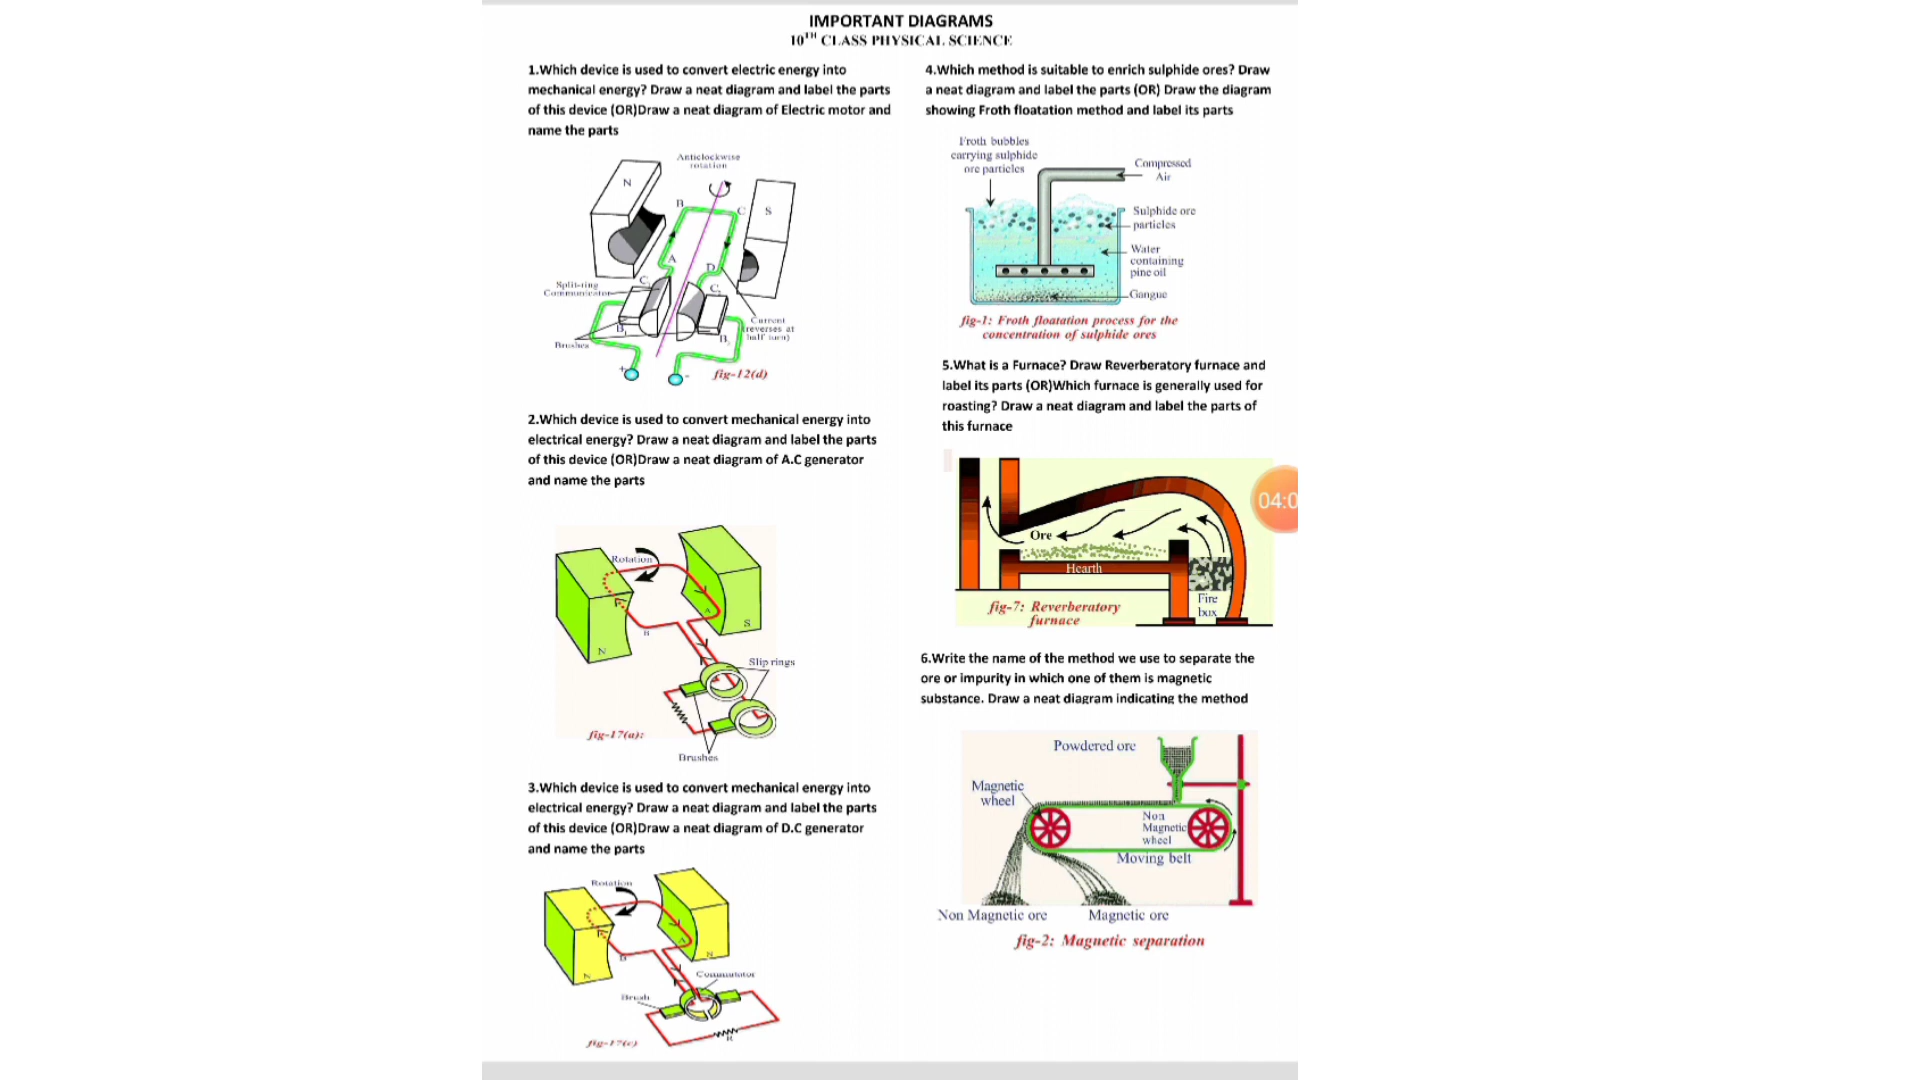 IMPORTANT DIAGRAMS
10TH CLASS PHYSICAL SCIENCE
1.Which device is used to convert electric energy into
mechanical energy? Draw a neat diagram and label the parts
of this device (OR)Draw a neat diagram of Electric motor and
name the parts
Anticlockwise
rotation
N
B
C
S
A
D
C1
C2
Split-ring
Communicator
B1
B2
Brushes
Current
(reverses at
half turn)
+
-
fig-12(d)
2.Which device is used to convert mechanical energy into
electrical energy? Draw a neat diagram and label the parts
of this device (OR)Draw a neat diagram of A.C generator
and name the parts
Rotation
A
S
B
N
Slip rings
fig-17(a):
Brushes
3.Which device is used to convert mechanical energy into
electrical energy? Draw a neat diagram and label the parts
of this device (OR)Draw a neat diagram of D.C generator
and name the parts
Rotation
A
N
B
N
Commutator
Brush
R
fig-17(c)
4.Which method is suitable to enrich sulphide ores? Draw
a neat diagram and label the parts (OR) Draw the diagram
showing Froth floatation method and label its parts
Froth bubbles
carrying sulphide
ore particles
Compressed
Air
Sulphide ore
particles
Water
containing
pine oil
Gangue
fig-1: Froth floatation process for the
concentration of sulphide ores
5.What is a Furnace? Draw Reverberatory furnace and
label its parts (OR)Which furnace is generally used for
roasting? Draw a neat diagram and label the parts of
this furnace
04:0
Ore
Hearth
Fire
box
fig-7: Reverberatory
furnace
6.Write the name of the method we use to separate the
ore or impurity in which one of them is magnetic
substance. Draw a neat diagram indicating the method
Powdered ore
Magnetic
wheel
Non
Magnetic
wheel
Moving belt
Non Magnetic ore
Magnetic ore
fig-2: Magnetic separation